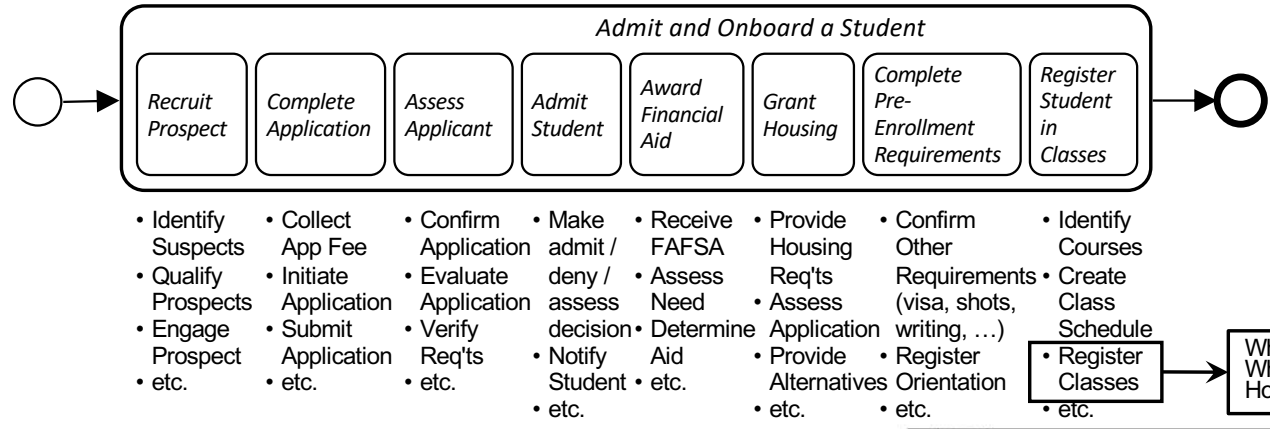 Admit and Onboard a Student
Recruit
Prospect
Complete
Application
Assess
Applicant
Admit
Student
Award
Financial
Aid
Grant
Housing
Complete
Pre-
Enrollment
Requirements
Register
Student
in
Classes
• Identify
Suspects
• Qualify
Prospects
• Engage
Prospect
• etc.
• Collect
App Fee
• Initiate
Application
• Submit
Application
• etc.
• Confirm
Application
• Evaluate
Application
• Verify
Req'ts
• etc.
• Make
admit /
deny /
assess
decision
• Notify
Student
• etc.
• Receive
FAFSA
• Assess
Need
• Determine
Aid
• etc.
• Provide
Housing
Req'ts
• Assess
Application
• Provide
Alternatives
• etc.
• Confirm
Other
Requirements
(visa, shots,
writing, …)
• Register
Orientation
• etc.
• Identify
Courses
• Create
Class
Schedule
• Register
Classes
• etc.